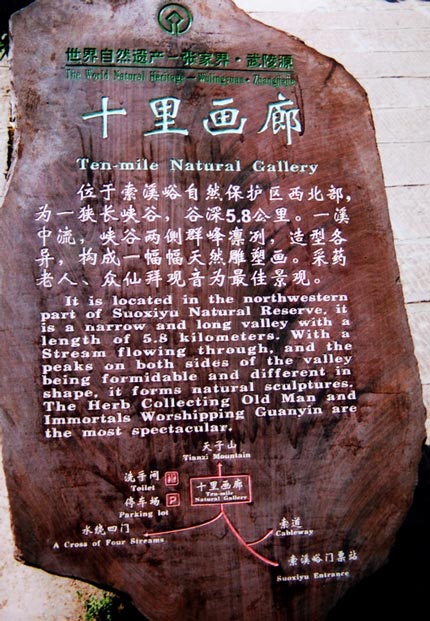 世界自然遗产—张家界·武陵源
The World Natural Heritage — Wulingyuan · Zhangjiajie
十里画廊
Ten-mile Natural Gallery
位于索溪峪自然保护区西北部,
为一狭长峡谷，谷深5.8公里。一溪
中流，峡谷两侧群峰凛冽，造型各
异，构成一幅幅天然雕塑画。采药
老人、众仙拜观音为最佳景观。
It is located in the northwestern
part of Suoxiyu Natural Reserve, it
is a narrow and long valley with a
length of 5.8 kilometers. With a
Stream flowing through, and the
peaks on both sides of the valley
being formidable and different in
shape, it forms natural sculptures.
The Herb Collecting Old Man and
Immortals Worshipping Guanyin are
the most spectacular.
天子山
Tianzi Mountain
洗手间
Toilet
停车场 P
Parking lot
十里画廊
Ten-mile
Natural Gallery
水绕四门
A Cross of Four Streams
索道
Cableway
索溪峪门票站
Suoxiyu Entrance